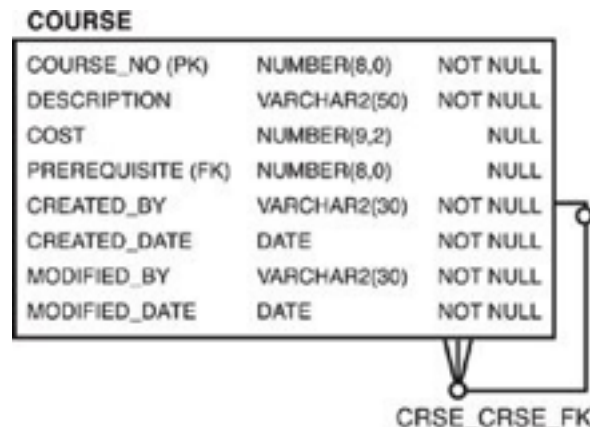 COURSE
COURSE_NO (PK) NUMBER(8,0) NOT NULL
DESCRIPTION VARCHAR2(50) NOT NULL
COST NUMBER(9,2) NULL
PREREQUISITE (FK) NUMBER(8,0) NULL
CREATED_BY VARCHAR2(30) NOT NULL
CREATED_DATE DATE NOT NULL
MODIFIED_BY VARCHAR2(30) NOT NULL
MODIFIED_DATE DATE NOT NULL
CRSE_CRSE_FK